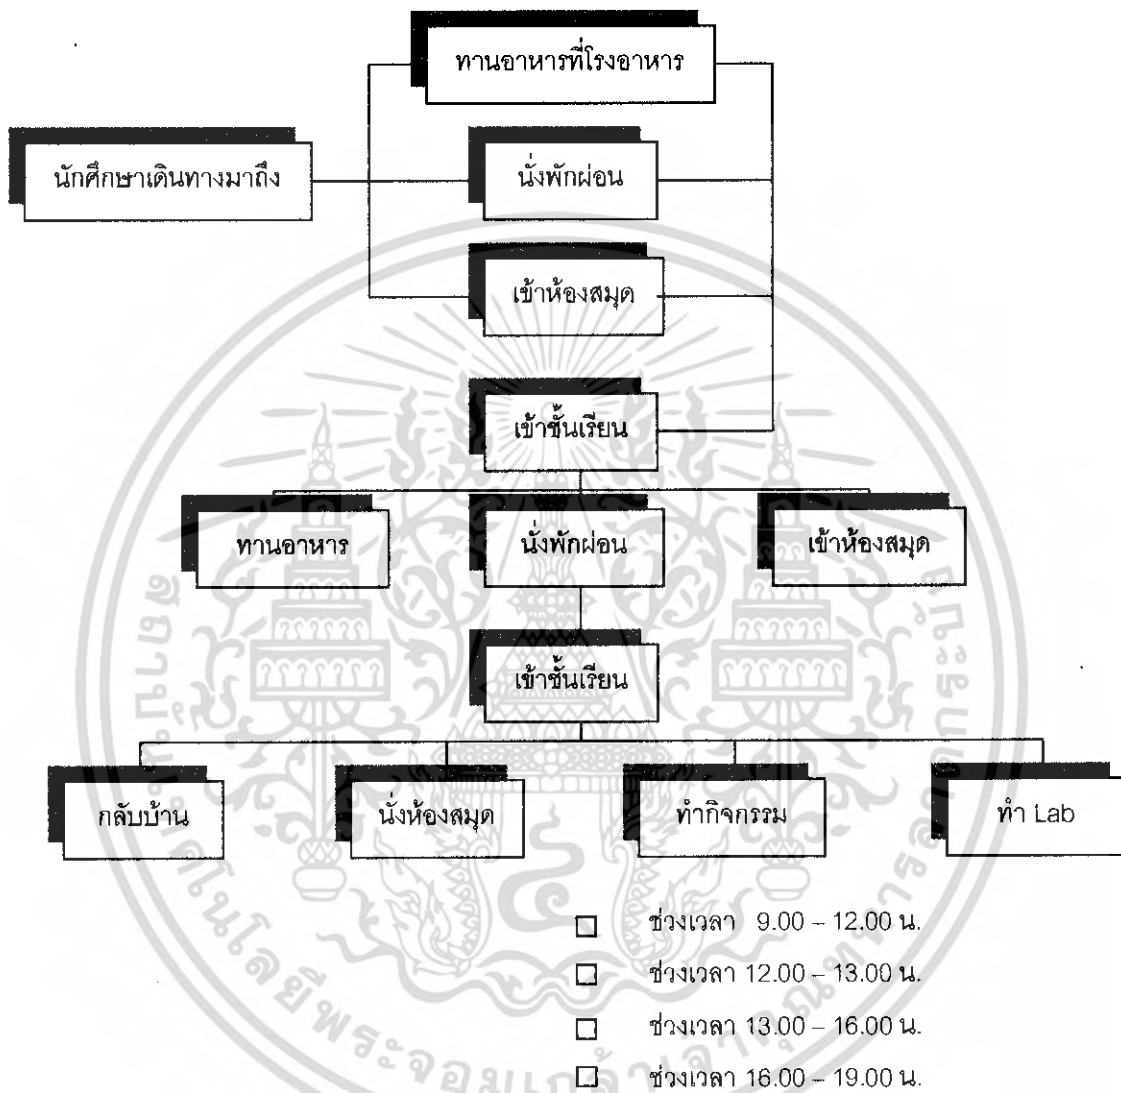 ทานอาหารที่โรงอาหาร
นักศึกษาเดินทางมาถึง
นั่งพักผ่อน
เข้าห้องสมุด
เข้าชั้นเรียน
ทานอาหาร
นั่งพักผ่อน
เข้าห้องสมุด
เข้าชั้นเรียน
กลับบ้าน
นั่งห้องสมุด
ทำกิจกรรม
ทำ Lab
ช่วงเวลา 9.00 – 12.00 น.
ช่วงเวลา 12.00 – 13.00 น.
ช่วงเวลา 13.00 – 16.00 น.
ช่วงเวลา 16.00 – 19.00 น.